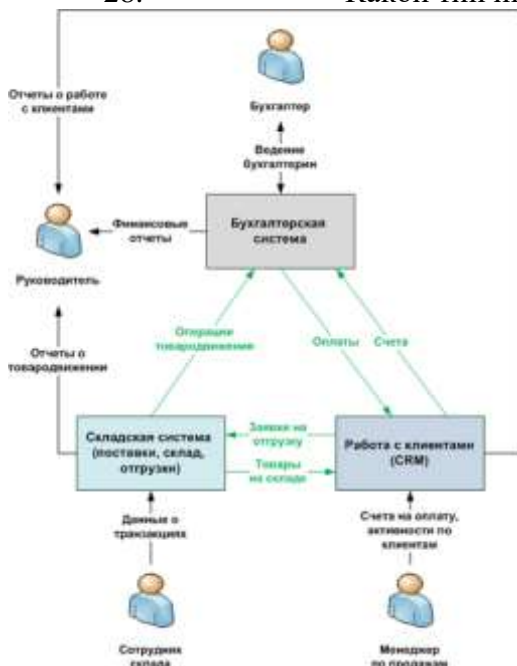 28.
Отчеты о работе
с клиентами
Бухгалтер
Ведение
бухгалтерии
Финансовые
отчеты
Бухгалтерская
система
Руководитель
Отчеты о
товародвижении
Операции
товародвижения
Оплаты
Счета
Складская система
(поставки, склад,
отгрузки)
Заявки на
отгрузку
Товары
на складе
Работа с клиентами
(CRM)
Данные о
транзакциях
Счета на оплату,
активности по
клиентам
Сотрудник
склада
Менеджер
по продажам